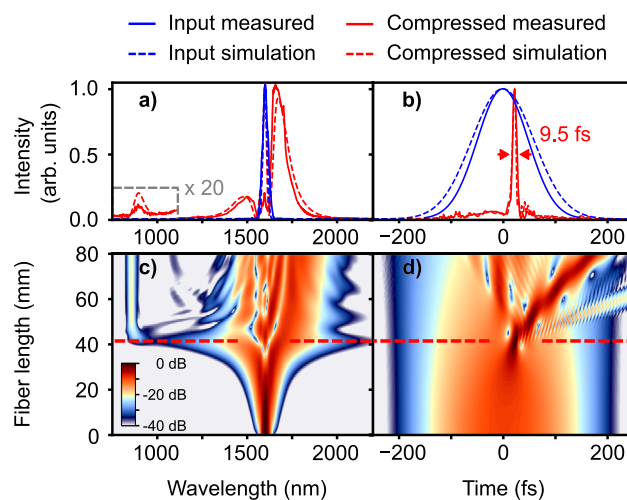 Input measured Compressed measured
Input simulation Compressed simulation
Intensity
(arb. units)
1.0
0.5
0.0
a)
x 20
1000 1500 2000
b)
9.5 fs
−200 0 200
Fiber length (mm)
80
60
40
20
0
c)
0 dB
-20 dB
-40 dB
1000 1500 2000
Wavelength (nm)
d)
−200 0 200
Time (fs)